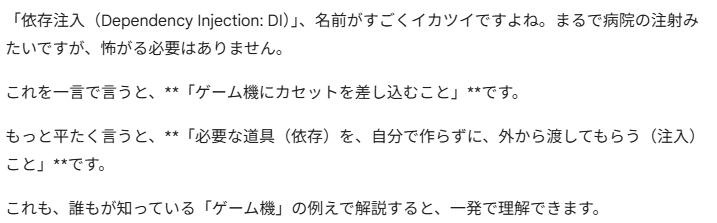 「依存注入（Dependency Injection: DI）」、名前がすごくイカツイですよね。まるで病院の注射み
たいですが、怖がる必要はありません。
これを一言で言うと、**「ゲーム機にカセットを差し込むこと」**です。
もっと平たく言うと、**「必要な道具（依存）を、自分で作らずに、外から渡してもらう（注入）
こと」**です。
これも、誰もが知っている「ゲーム機」の例えで解説すると、一発で理解できます。